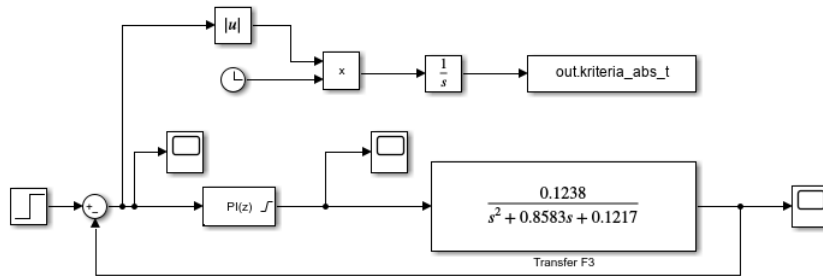 |u|
x
1
s
out.kriteria_abs_t
+
−
PI(z)
0.1238
s² + 0.8583s + 0.1217
Transfer F3